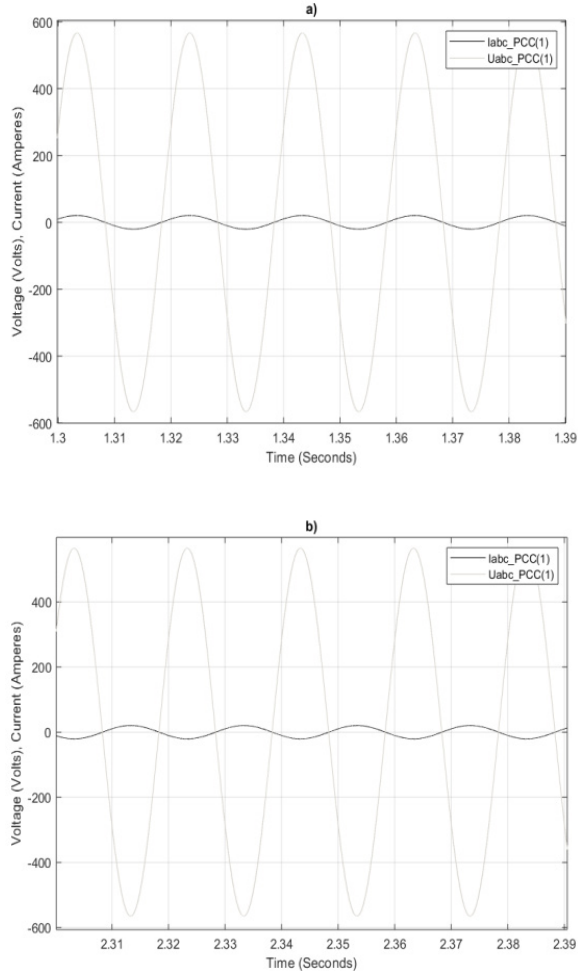 a)
600
400
200
0
-200
-400
-600
Voltage (Volts), Current (Amperes)
Iabc_PCC(1)
Uabc_PCC(1)
1.3 1.31 1.32 1.33 1.34 1.35 1.36 1.37 1.38 1.39
Time (Seconds)
b)
400
200
0
-200
-400
-600
Voltage (Volts), Current (Amperes)
Iabc_PCC(1)
Uabc_PCC(1)
2.31 2.32 2.33 2.34 2.35 2.36 2.37 2.38 2.39
Time (Seconds)